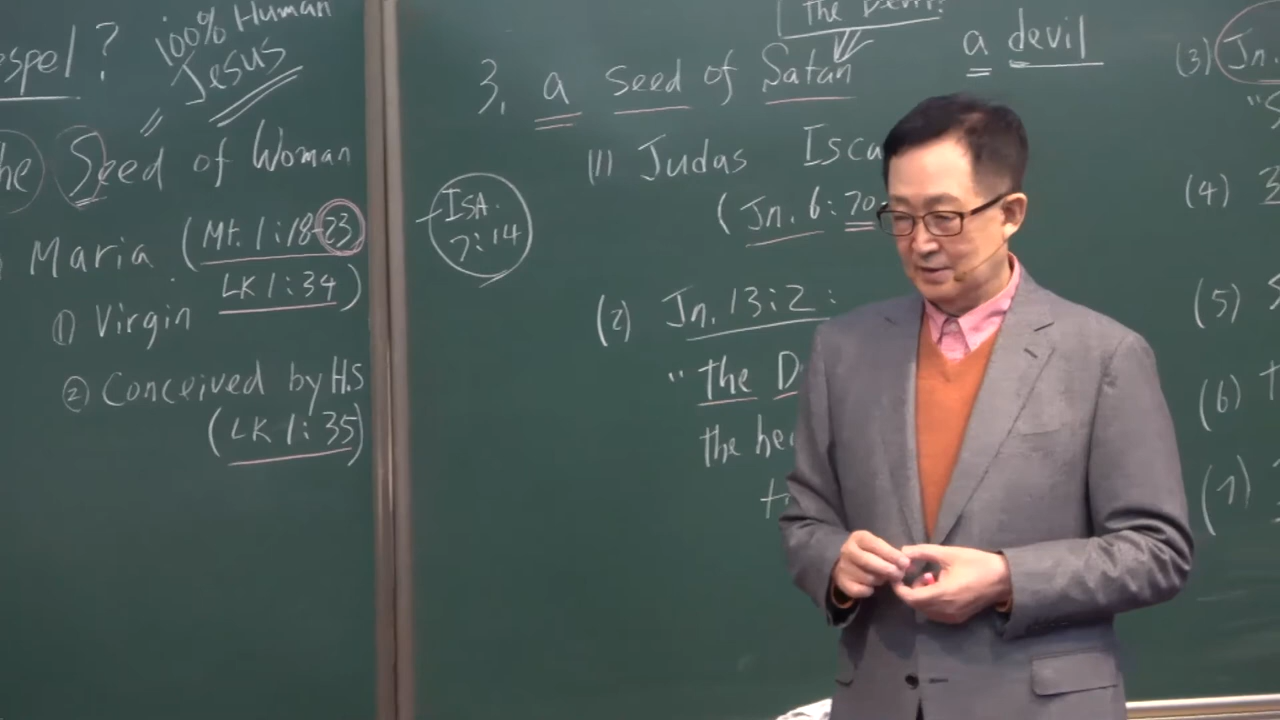 espel?
100% Human
Jesus
he Seed of Woman
Maria (Mt. 1:18-23)
LK 1:34)
① Virgin
② Conceived by H.S
(LK 1:35)
ISA.
7:14
the Devil?
a devil
3. a Seed of Satan
(1) Judas Isca
(Jn. 6:70
(2) Jn. 13:2:
"the D
the hea
(3) Jn.
(4)
(5)
(6)
(7)